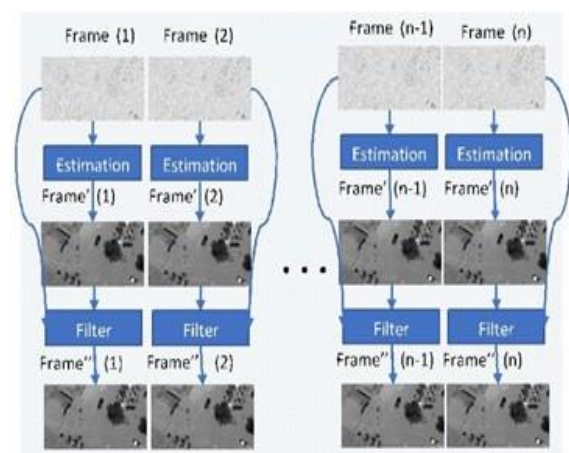 Frame (1) Frame (2) Frame (n-1) Frame (n)
Estimation Estimation Estimation Estimation
Frame' (1) Frame' (2) Frame' (n-1) Frame' (n)
...
Filter Filter Filter Filter
Frame'' (1) Frame'' (2) Frame'' (n-1) Frame'' (n)